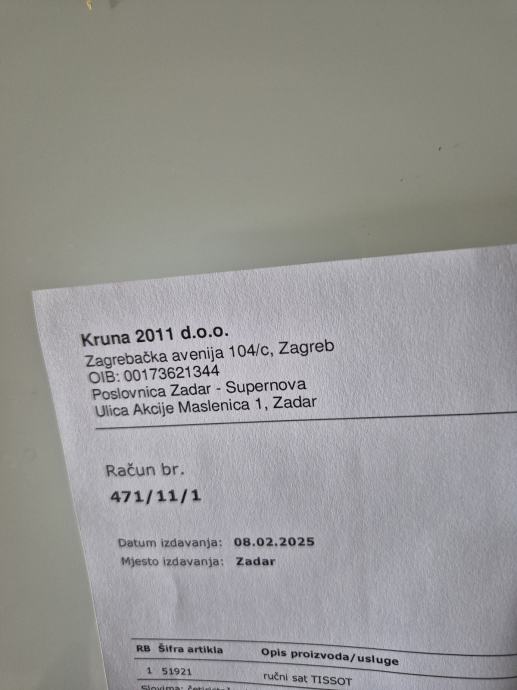 Kruna 2011 d.o.o.
Zagrebačka avenija 104/c, Zagreb
OIB: 00173621344
Poslovnica Zadar - Supernova
Ulica Akcije Maslenica 1, Zadar
Račun br.
471/11/1
Datum izdavanja: 08.02.2025
Mjesto izdavanja: Zadar
RB Šifra artikla Opis proizvoda/usluge
1 51921 ručni sat TISSOT
Slovima: